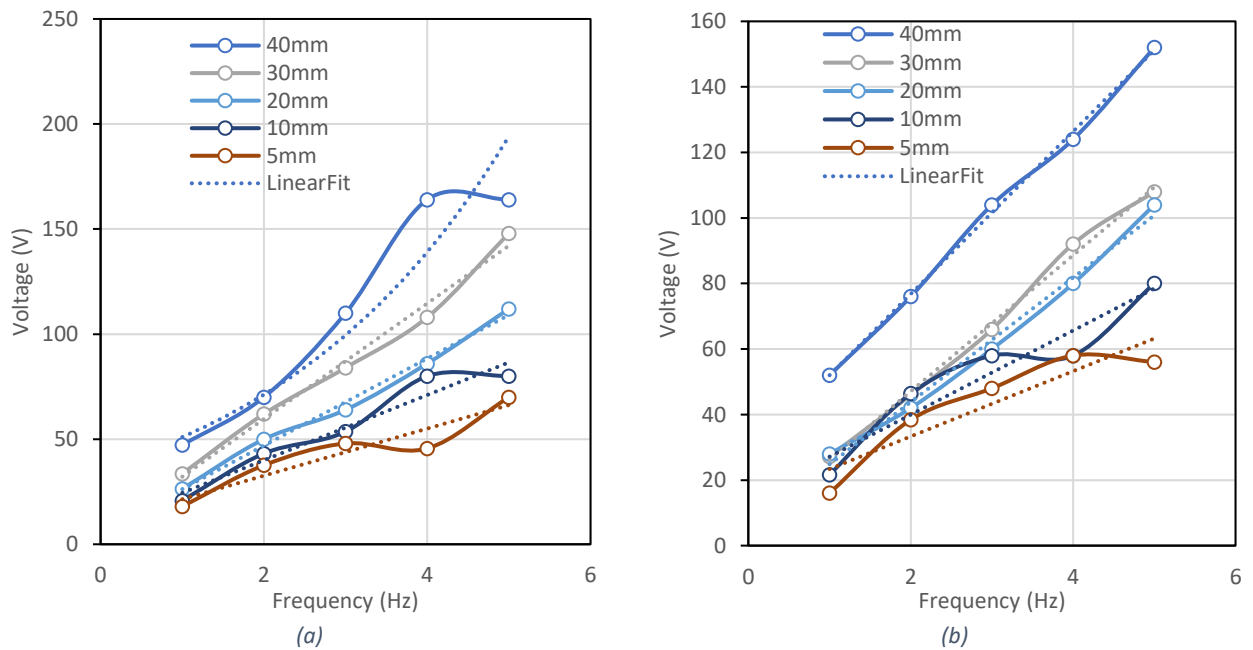 250
200
150
100
50
0
Voltage (V)
40mm
30mm
20mm
10mm
5mm
LinearFit
0
2
4
6
Frequency (Hz)
(a)
160
140
120
100
80
60
40
20
0
Voltage (V)
40mm
30mm
20mm
10mm
5mm
LinearFit
0
2
4
6
Frequency (Hz)
(b)